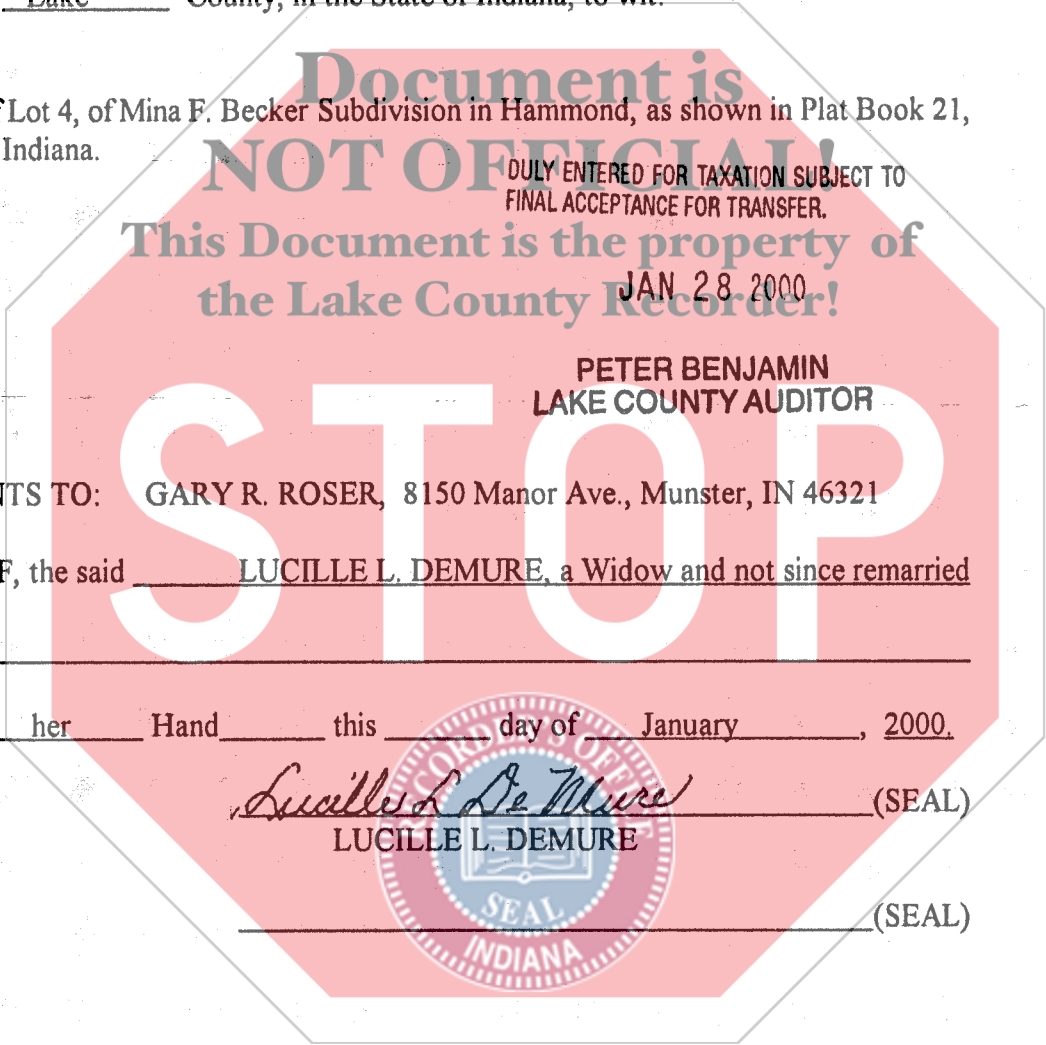 Lake County, in the State of Indiana, to wit:
Document is
Lot 4, of Mina F. Becker Subdivision in Hammond, as shown in Plat Book 21,
Indiana.
NOT OFFICIAL!
DULY ENTERED FOR TAXATION SUBJECT TO
FINAL ACCEPTANCE FOR TRANSFER.
This Document is the property of
the Lake County Recorder!
JAN 28 2000
PETER BENJAMIN
LAKE COUNTY AUDITOR
STOP
NTS TO: GARY R. ROSER, 8150 Manor Ave., Munster, IN 46321
F, the said LUCILLE L. DEMURE, a Widow and not since remarried
her Hand this day of January, 2000.
Lucille L De Mure (SEAL)
LUCILLE L. DEMURE
(SEAL)
RECORDER'S OFFICE
SEAL
INDIANA